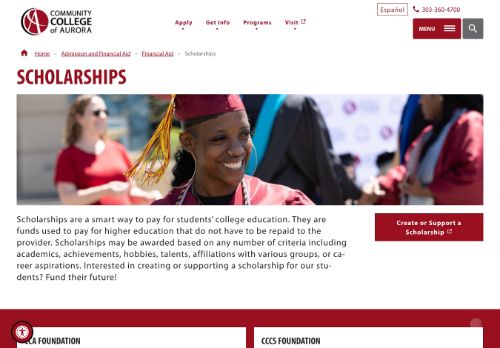 COMMUNITY
COLLEGE
of AURORA
Español 303-360-4700
Apply Get Info Programs Visit
MENU
Home – Admission and Financial Aid – Financial Aid – Scholarships
SCHOLARSHIPS
Scholarships are a smart way to pay for students' college education. They are
funds used to pay for higher education that do not have to be repaid to the
provider. Scholarships may be awarded based on any number of criteria including
academics, achievements, hobbies, talents, affiliations with various groups, or ca-
reer aspirations. Interested in creating or supporting a scholarship for our stu-
dents? Fund their future!
Create or Support a
Scholarship
CCA FOUNDATION
CCCS FOUNDATION